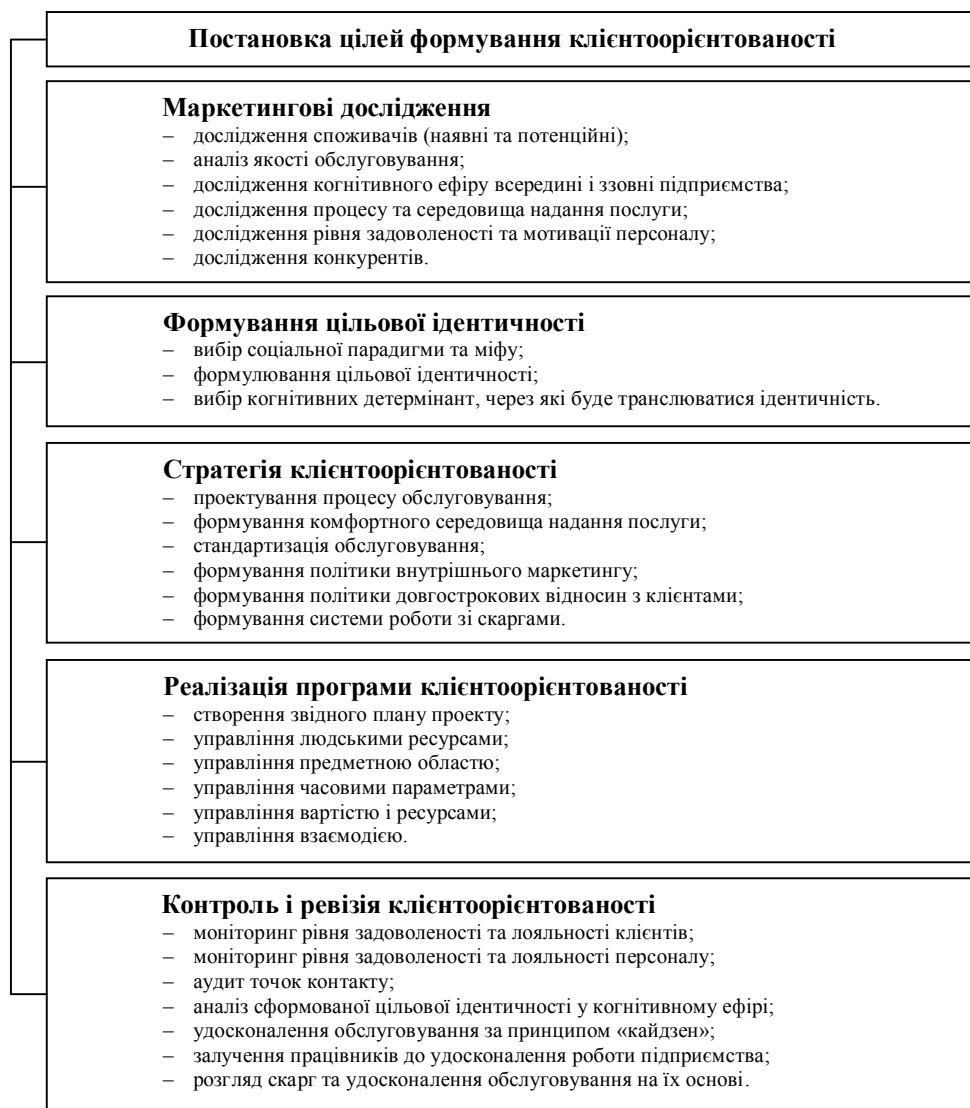 Постановка цілей формування клієнтоорієнтованості
Маркетингові дослідження
– дослідження споживачів (наявні та потенційні);
– аналіз якості обслуговування;
– дослідження когнітивного ефіру всередині і ззовні підприємства;
– дослідження процесу та середовища надання послуги;
– дослідження рівня задоволеності та мотивації персоналу;
– дослідження конкурентів.
Формування цільової ідентичності
– вибір соціальної парадигми та міфу;
– формулювання цільової ідентичності;
– вибір когнітивних детермінант, через які буде транслюватися ідентичність.
Стратегія клієнтоорієнтованості
– проектування процесу обслуговування;
– формування комфортного середовища надання послуги;
– стандартизація обслуговування;
– формування політики внутрішнього маркетингу;
– формування політики довгострокових відносин з клієнтами;
– формування системи роботи зі скаргами.
Реалізація програми клієнтоорієнтованості
– створення звідного плану проекту;
– управління людськими ресурсами;
– управління предметною областю;
– управління часовими параметрами;
– управління вартістю і ресурсами;
– управління взаємодією.
Контроль і ревізія клієнтоорієнтованості
– моніторинг рівня задоволеності та лояльності клієнтів;
– моніторинг рівня задоволеності та лояльності персоналу;
– аудит точок контакту;
– аналіз сформованої цільової ідентичності у когнітивному ефірі;
– удосконалення обслуговування за принципом «кайдзен»;
– залучення працівників до удосконалення роботи підприємства;
– розгляд скарг та удосконалення обслуговування на їх основі.